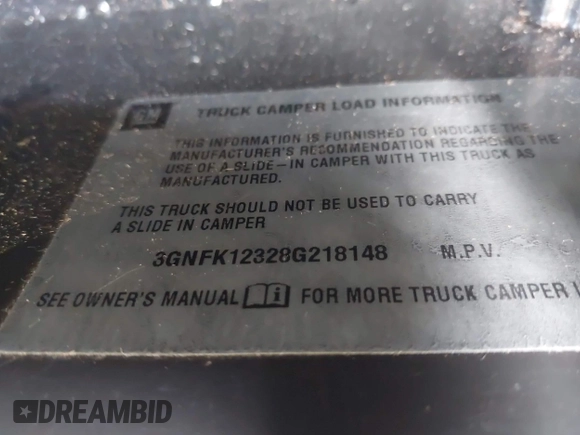 GM TRUCK CAMPER LOAD INFORMATION
THIS INFORMATION IS FURNISHED TO INDICATE THE
MANUFACTURER'S RECOMMENDATION REGARDING THE
USE OF A SLIDE-IN CAMPER WITH THIS TRUCK AS
MANUFACTURED.
THIS TRUCK SHOULD NOT BE USED TO CARRY
A SLIDE IN CAMPER
3GNFK12328G218148 M.P.V.
SEE OWNER'S MANUAL FOR MORE TRUCK CAMPER
DREAMBID